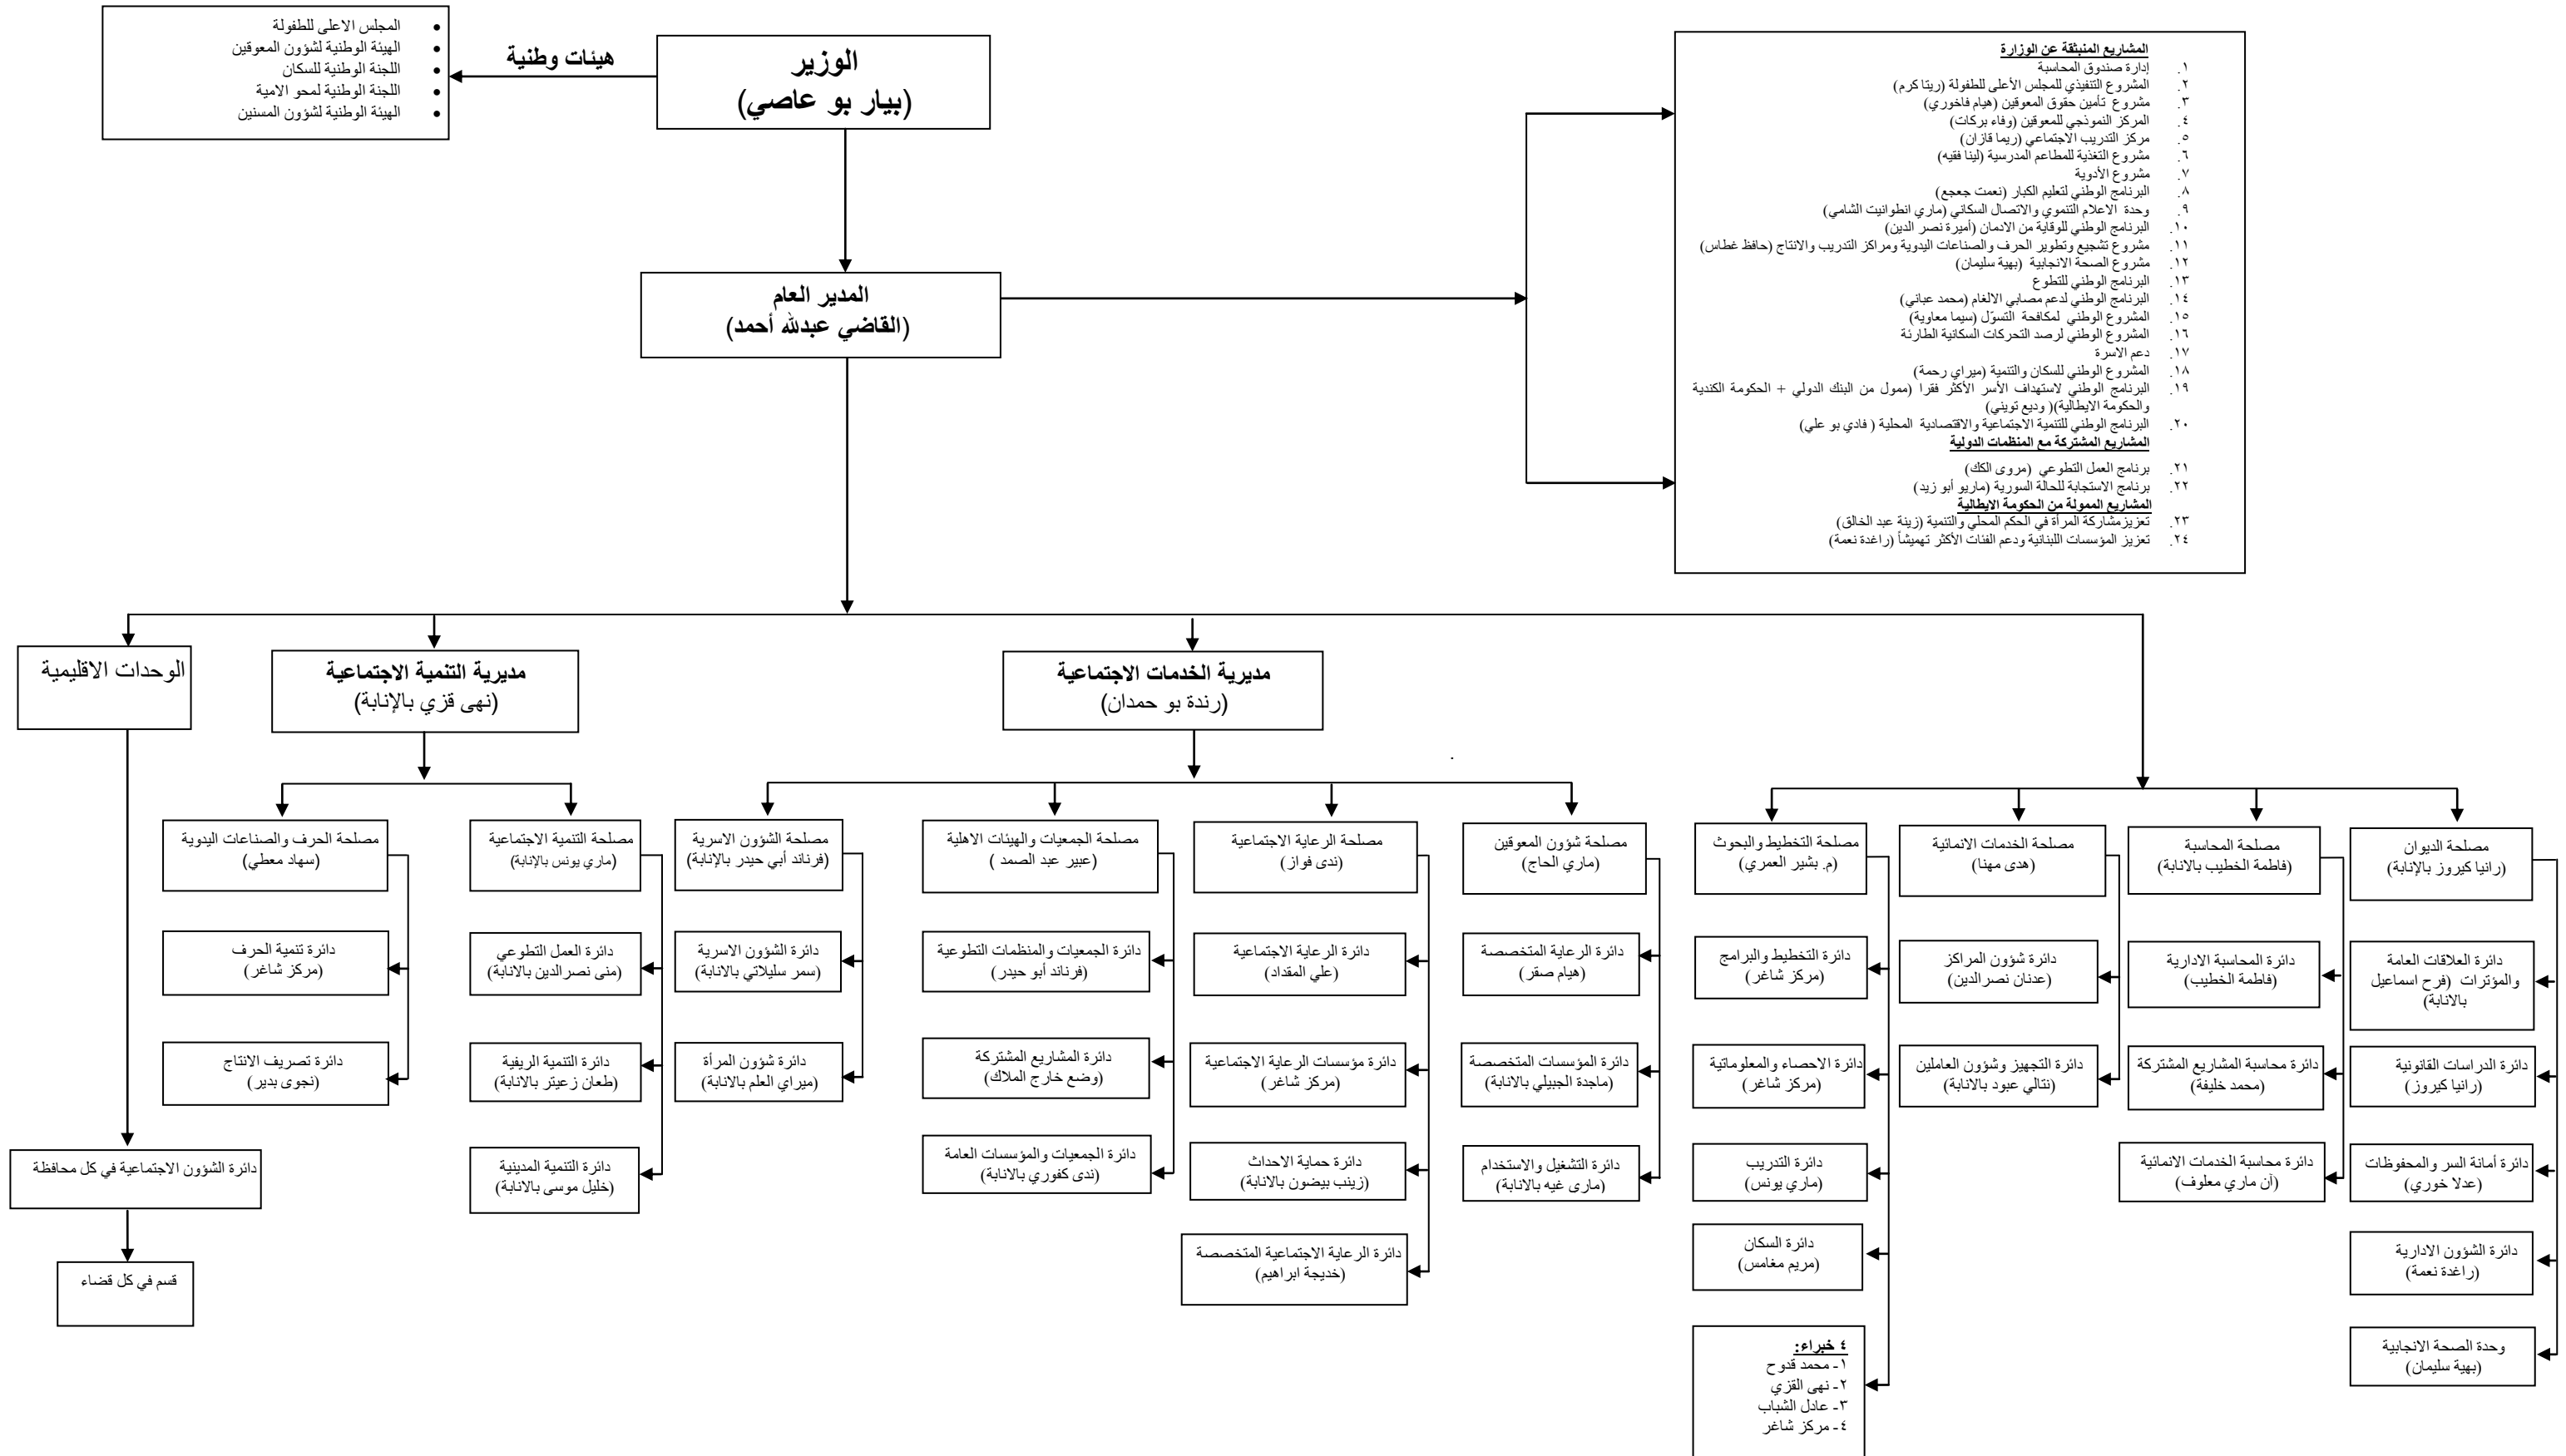 المجلس الاعلى للطفولة
الهيئة الوطنية لشؤون المعوقين
اللجنة الوطنية للسكان
اللجنة الوطنية لمحو الامية
الهيئة الوطنية لشؤون المسنين
هيئات وطنية
الوزير
(بيار بو عاصي)
المشاريع المنبثقة عن الوزارة
١. إدارة صندوق المحاسبة
٢. المشروع التنفيذي للمجلس الأعلى للطفولة (ريتا كرم)
٣. مشروع تأمين حقوق المعوقين (هيام فاخوري)
٤. المركز النموذجي للمعوقين (وفاء بركات)
٥. مركز التدريب الاجتماعي (ريما قازان)
٦. مشروع التغذية للمطاعم المدرسية (لينا فقيه)
٧. مشروع الأدوية
٨. البرنامج الوطني لتعليم الكبار (نعمت جعجع)
٩. وحدة الاعلام التنموي والاتصال السكاني (ماري انطوانيت الشامي)
١٠. البرنامج الوطني للوقاية من الادمان (أميرة نصر الدين)
١١. مشروع تشجيع وتطوير الحرف والصناعات اليدوية ومراكز التدريب والانتاج (حافظ غطاس)
١٢. مشروع الصحة الانجابية (بهية سليمان)
١٣. البرنامج الوطني للتطوع
١٤. البرنامج الوطني لدعم مصابي الالغام (محمد عباني)
١٥. المشروع الوطني لمكافحة التسوّل (سيما معاوية)
١٦. المشروع الوطني لرصد التحركات السكانية الطارئة
١٧. دعم الاسرة
١٨. المشروع الوطني للسكان والتنمية (ميراي رحمة)
١٩. البرنامج الوطني لاستهداف الأسر الأكثر فقرا (ممول من البنك الدولي + الحكومة الكندية
والحكومة الايطالية)( وديع تويني)
٢٠. البرنامج الوطني للتنمية الاجتماعية والاقتصادية المحلية ( فادي بو علي)
المشاريع المشتركة مع المنظمات الدولية
٢١. برنامج العمل التطوعي (مروى الكك)
٢٢. برنامج الاستجابة للحالة السورية (ماريو أبو زيد)
المشاريع الممولة من الحكومة الايطالية
٢٣. تعزيزمشاركة المرأة في الحكم المحلي والتنمية (زينة عبد الخالق)
٢٤. تعزيز المؤسسات اللبنانية ودعم الفئات الأكثر تهميشاً (راغدة نعمة)
المدير العام
(القاضي عبدالله أحمد)
مديرية الخدمات الاجتماعية
(رندة بو حمدان)
مديرية التنمية الاجتماعية
(نهى قزي بالإنابة)
الوحدات الاقليمية
مصلحة الديوان
(رانيا كيروز بالإنابة)
دائرة العلاقات العامة
والمؤترات (فرح اسماعيل
بالانابة)
دائرة الدراسات القانونية
(رانيا كيروز)
دائرة أمانة السر والمحفوظات
(عدلا خوري)
دائرة الشؤون الادارية
(راغدة نعمة)
وحدة الصحة الانجابية
(بهية سليمان)
مصلحة المحاسبة
(فاطمة الخطيب بالانابة)
دائرة المحاسبة الادارية
(فاطمة الخطيب)
دائرة محاسبة المشاريع المشتركة
(محمد خليفة)
دائرة محاسبة الخدمات الانمائية
(آن ماري معلوف)
مصلحة الخدمات الانمائية
(هدى مهنا)
دائرة شؤون المراكز
(عدنان نصرالدين)
دائرة التجهيز وشؤون العاملين
(نتالي عبود بالانابة)
مصلحة التخطيط والبحوث
(م. بشير العمري)
دائرة التخطيط والبرامج
(مركز شاغر)
دائرة الاحصاء والمعلوماتية
(مركز شاغر)
دائرة التدريب
(ماري يونس)
دائرة السكان
(مريم مغامس)
٤ خبراء:
١- محمد قدوح
٢- نهى القزي
٣- عادل الشباب
٤- مركز شاغر
مصلحة شؤون المعوقين
(ماري الحاج)
دائرة الرعاية المتخصصة
(هيام صقر)
دائرة المؤسسات المتخصصة
(ماجدة الجبيلي بالانابة)
دائرة التشغيل والاستخدام
(ماري غيه بالانابة)
مصلحة الرعاية الاجتماعية
(ندى فواز)
دائرة الرعاية الاجتماعية
(علي المقداد)
دائرة مؤسسات الرعاية الاجتماعية
(مركز شاغر)
دائرة حماية الاحداث
(زينب بيضون بالانابة)
دائرة الرعاية الاجتماعية المتخصصة
(خديجة ابراهيم)
مصلحة الجمعيات والهيئات الاهلية
(عبير عبد الصمد )
دائرة الجمعيات والمنظمات التطوعية
(فرناند أبو حيدر)
دائرة المشاريع المشتركة
(وضع خارج الملاك)
دائرة الجمعيات والمؤسسات العامة
(ندى كفوري بالانابة)
مصلحة الشؤون الاسرية
(فرناند أبي حيدر بالإنابة)
دائرة الشؤون الاسرية
(سمر سليلاتي بالانابة)
دائرة شؤون المرأة
(ميراي العلم بالانابة)
مصلحة التنمية الاجتماعية
(ماري يونس بالإنابة)
دائرة العمل التطوعي
(منى نصرالدين بالانابة)
دائرة التنمية الريفية
(طعان زعيتر بالانابة)
دائرة التنمية المدينية
(خليل موسى بالانابة)
مصلحة الحرف والصناعات اليدوية
(سهاد معطي)
دائرة تنمية الحرف
(مركز شاغر)
دائرة تصريف الانتاج
(نجوى بدير)
دائرة الشؤون الاجتماعية في كل محافظة
قسم في كل قضاء